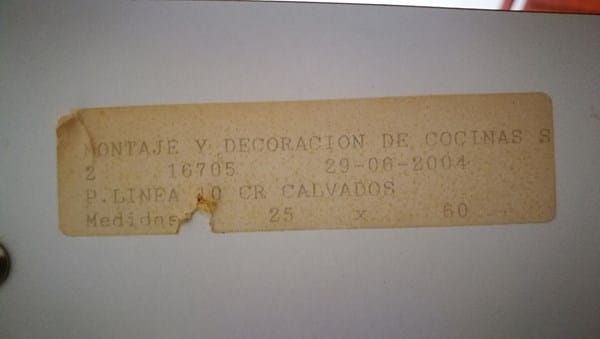 MONTAJE Y DECORACION DE COCINAS S
2 16705 29-06-2004
P.LINEA 10 CR CALVADOS
Medidas 25 x 60